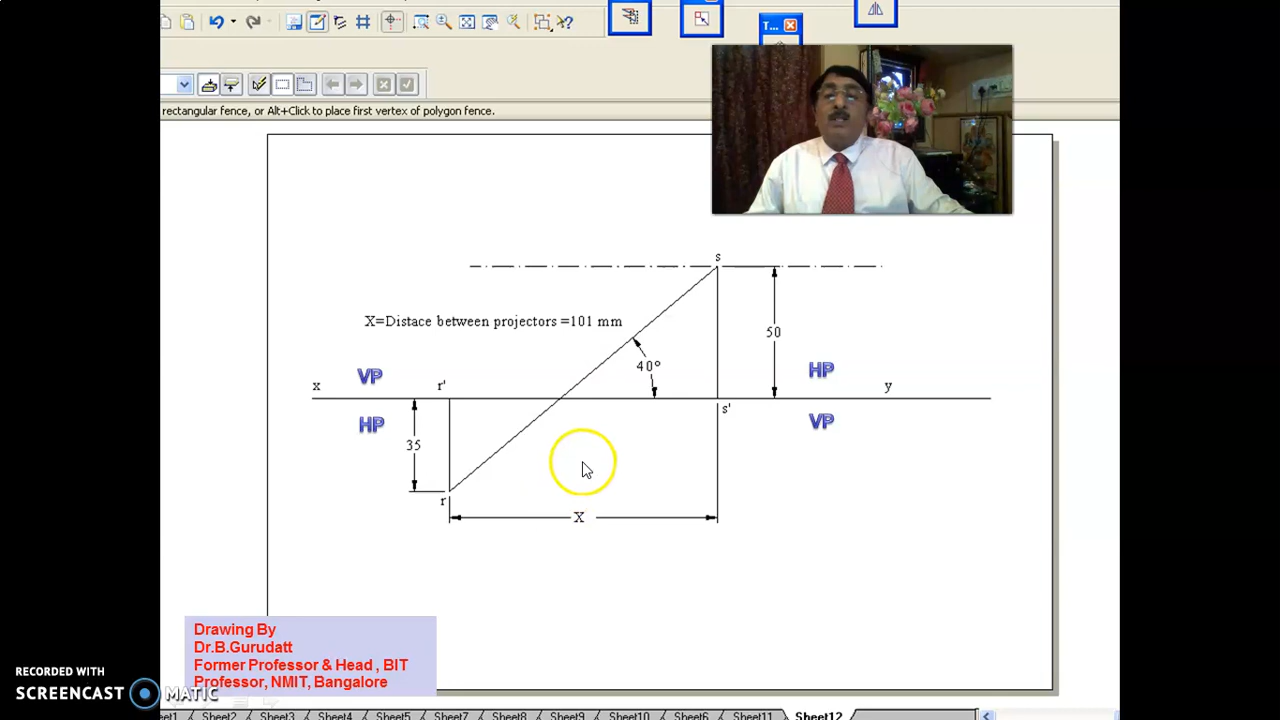 T...
rectangular fence, or Alt+Click to place first vertex of polygon fence.
s
X=Distace between projectors =101 mm
50
40°
VP
HP
x
r'
y
s'
HP
VP
35
r
X
Drawing By
Dr.B.Gurudatt
Former Professor & Head , BIT
Professor, NMIT, Bangalore
RECORDED WITH
SCREENCAST MATIC
Sheet2 Sheet3 Sheet4 Sheet5 Sheet7 Sheet8 Sheet9 Sheet10 Sheet6 Sheet11 Sheet12